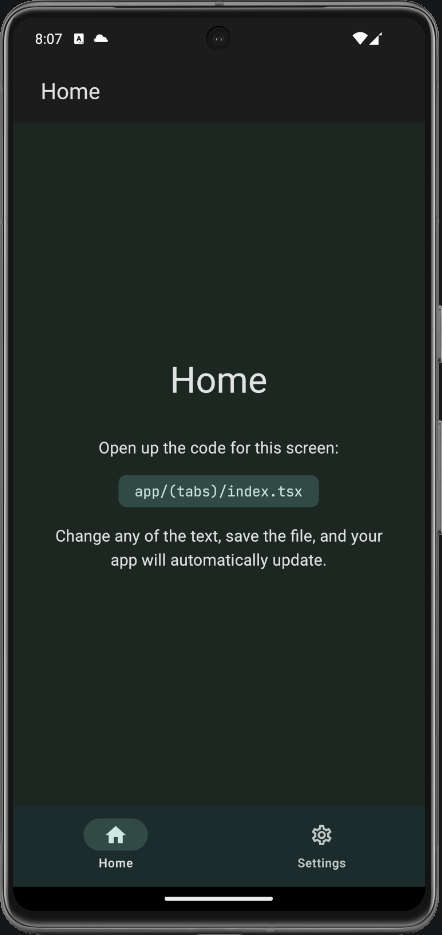 8:07
A
Home
Home
Open up the code for this screen:
app/(tabs)/index.tsx
Change any of the text, save the file, and your
app will automatically update.
Home
Settings